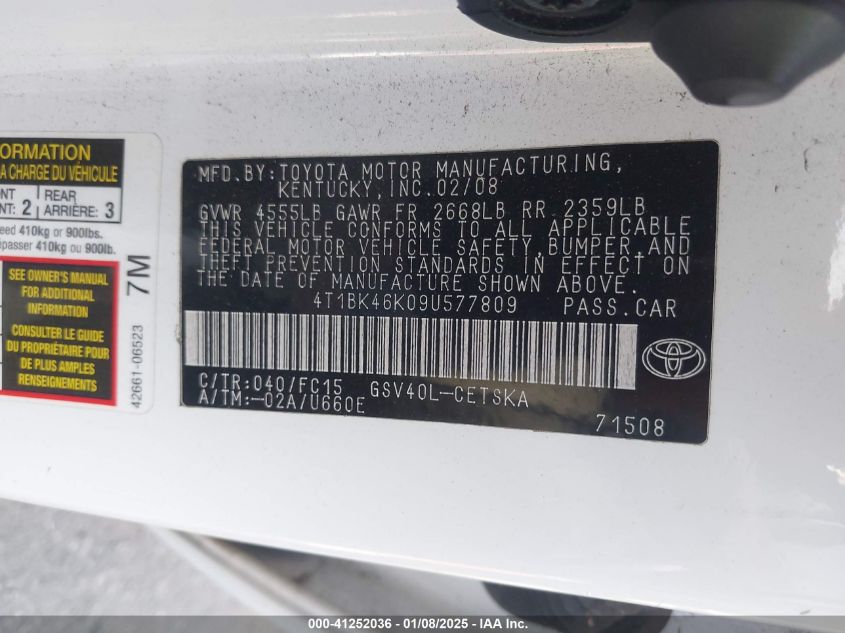 ORMATION
A CHARGE DU VÉHICULE
NT 2 REAR ARRIÈRE: 3
eed 410kg or 900lbs.
épasser 410kg ou 900lb.
SEE OWNER'S MANUAL
FOR ADDITIONAL
INFORMATION
CONSULTER LE GUIDE
DU PROPRIÉTAIRE POUR
DE PLUS AMPLES
RENSEIGNEMENTS
7M
42661-06523
MFD.BY:TOYOTA MOTOR MANUFACTURING,
KENTUCKY,INC.02/08
GVWR 4555LB GAWR FR 2668LB RR 2359LB
THIS VEHICLE CONFORMS TO ALL APPLICABLE
FEDERAL MOTOR VEHICLE SAFETY,BUMPER,AND
THEFT PREVENTION STANDARDS IN EFFECT ON
THE DATE OF MANUFACTURE SHOWN ABOVE.
4T1BK46K09U577809 PASS.CAR
C/TR:040/FC15 GSV40L-CETSKA
A/TM:-02A/U660E
71508
000-41252036 - 01/08/2025 - IAA Inc.